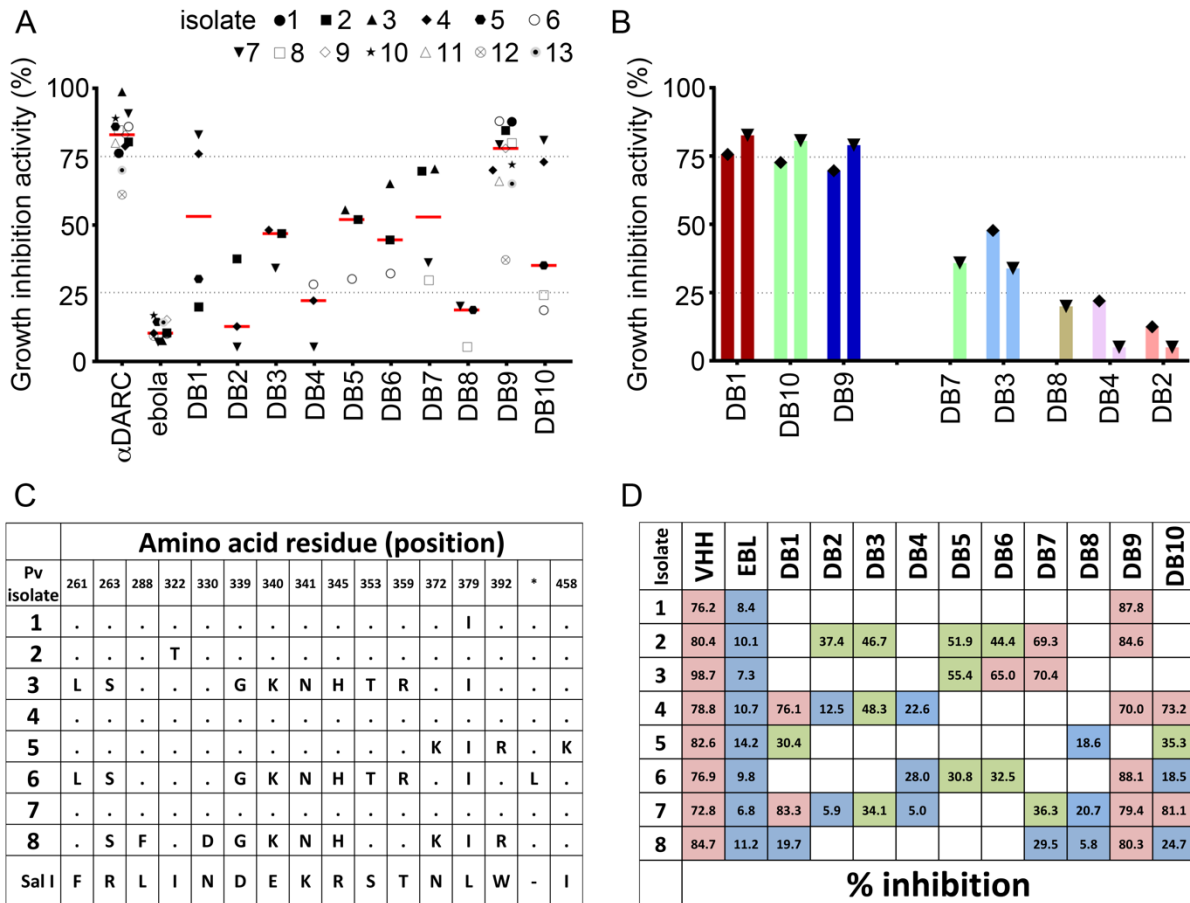 A
isolate 1 2 3 4 5 6
7 8 9 10 11 12 13
Growth inhibition activity (%)
100
75
50
25
0
αDARC
ebola
DB1
DB2
DB3
DB4
DB5
DB6
DB7
DB8
DB9
DB10
B
Growth inhibition activity (%)
100
75
50
25
0
DB1
DB10
DB9
DB7
DB3
DB8
DB4
DB2
C
Amino acid residue (position)
Pv isolate 261 263 288 322 330 339 340 341 345 353 359 372 379 392 * 458
1 . . . . . . . . . . . . I . . .
2 . . . T . . . . . . . . . . . .
3 L S . . . G K N H T R . I . . .
4 . . . . . . . . . . . . . . . .
5 . . . . . . . . . . . K I R . K
6 L S . . . G K N H T R . I . L .
7 . . . . . . . . . . . . . . . .
8 . S F . D G K N H . . K I R . .
Sal I F R L I N D E K R S T N L W - I
D
Isolate VHH EBL DB1 DB2 DB3 DB4 DB5 DB6 DB7 DB8 DB9 DB10
1 76.2 8.4 87.8
2 80.4 10.1 37.4 46.7 51.9 44.4 69.3 84.6
3 98.7 7.3 55.4 65.0 70.4
4 78.8 10.7 76.1 12.5 48.3 22.6 70.0 73.2
5 82.6 14.2 30.4 18.6 35.3
6 76.9 9.8 28.0 30.8 32.5 88.1 18.5
7 72.8 6.8 83.3 5.9 34.1 5.0 36.3 20.7 79.4 81.1
8 84.7 11.2 19.7 29.5 5.8 80.3 24.7
% inhibition